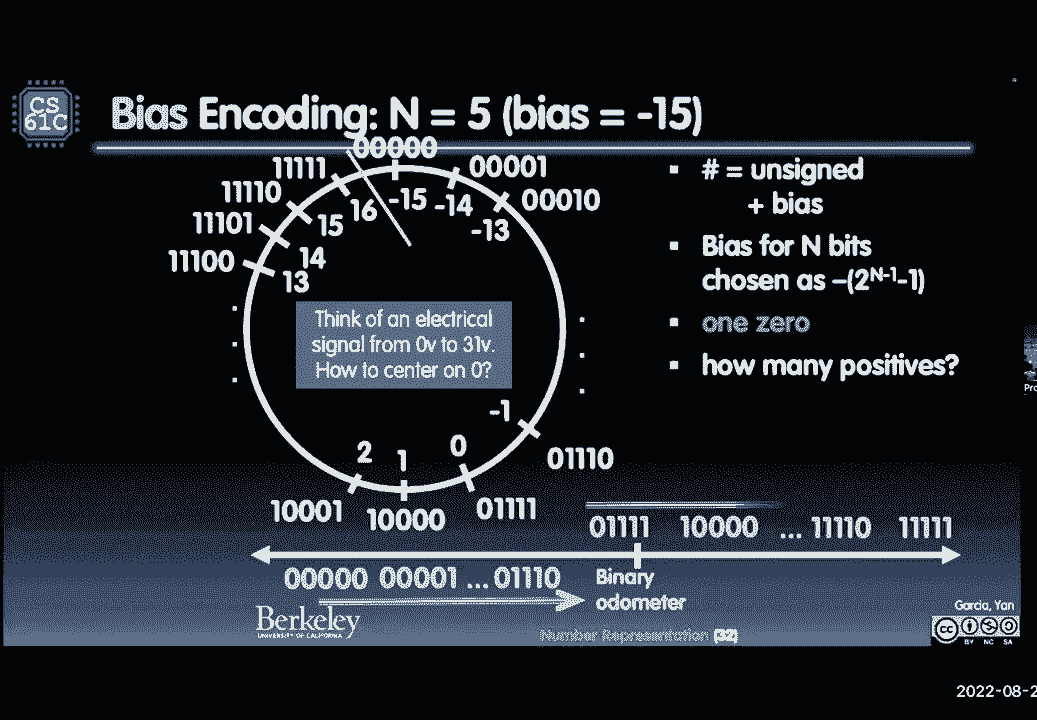 CS
61C
Bias Encoding: N = 5 (bias = -15)
00000
11111
00001
11110
00010
11101
11100
-15
-14
-13
16
15
14
13
Think of an electrical
signal from 0v to 31v.
How to center on 0?
# = unsigned
+ bias
Bias for N bits
chosen as –(2^N-1-1)
one zero
how many positives?
-1
0
1
2
01110
01111
10000
10001
01111 10000 ... 11110 11111
00000 00001 ... 01110
Binary
odometer
Berkeley
UNIVERSITY OF CALIFORNIA
Number Representation (32)
Garcia, Yan
cc
BY NC SA
2022-08-2